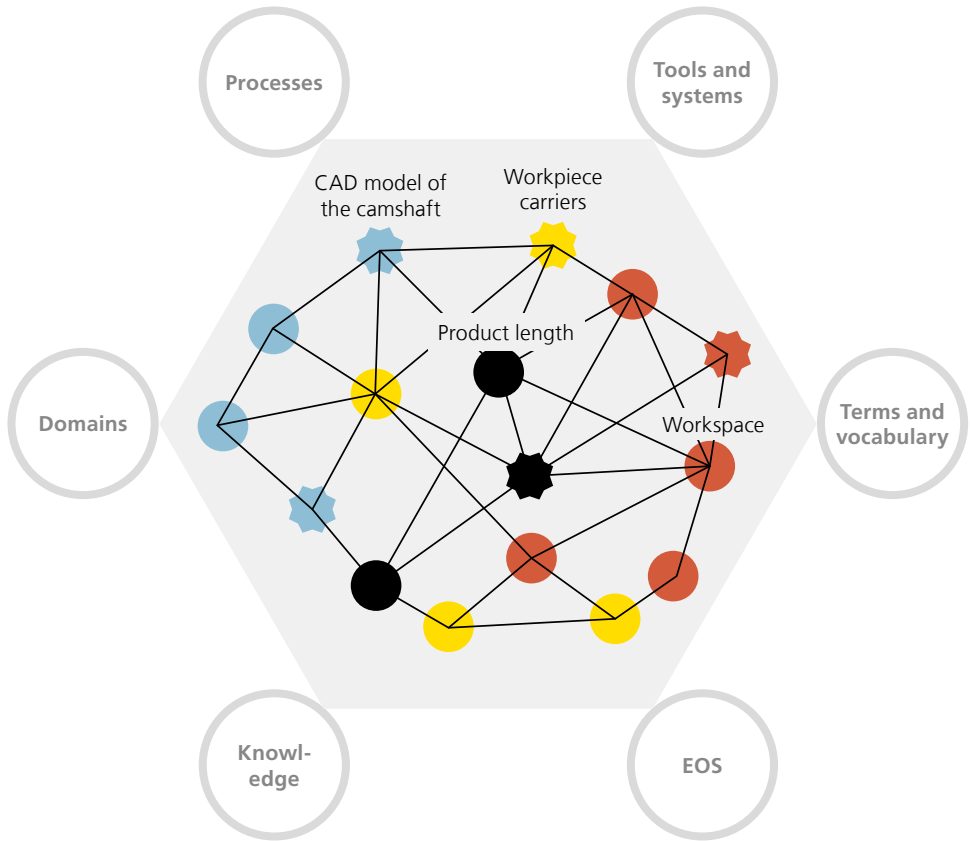 Processes
Tools and
systems
CAD model of
the camshaft
Workpiece
carriers
Product length
Domains
Workspace
Terms and
vocabulary
Knowl-
edge
EOS